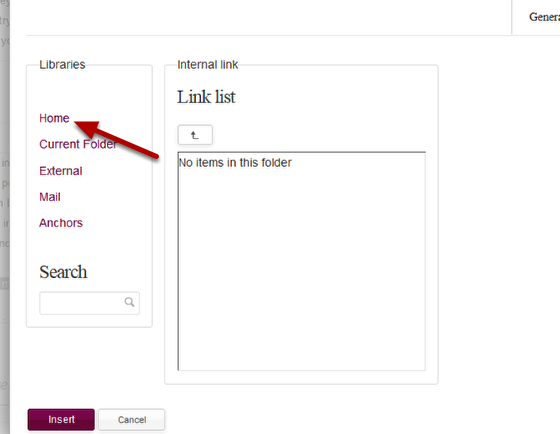 Libraries
Home
Current Folder
External
Mail
Anchors
Search
Internal link
Link list
No items in this folder
Insert
Cancel